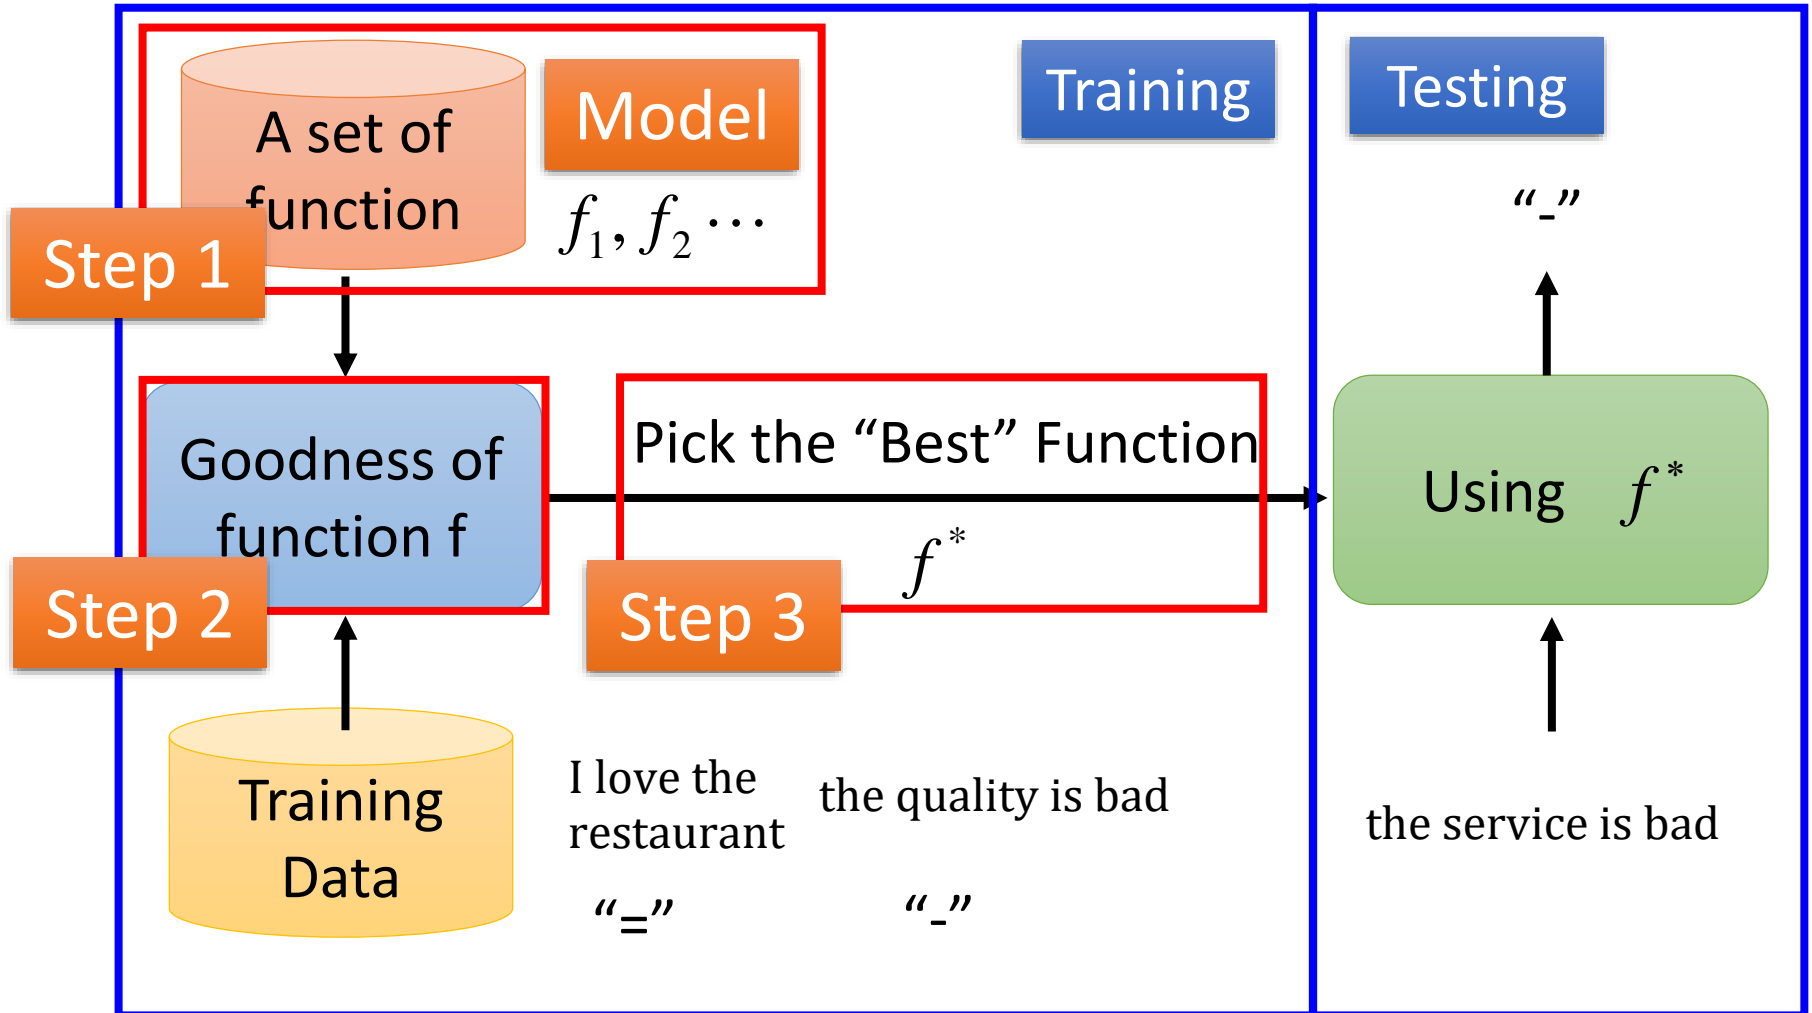 A set of
function
Model
f1, f2 ⋯
Step 1
Training
Testing
“-”
Goodness of
function f
Step 2
Pick the “Best” Function
f*
Step 3
Using f*
Training
Data
I love the
restaurant
“=”
the quality is bad
“-”
the service is bad